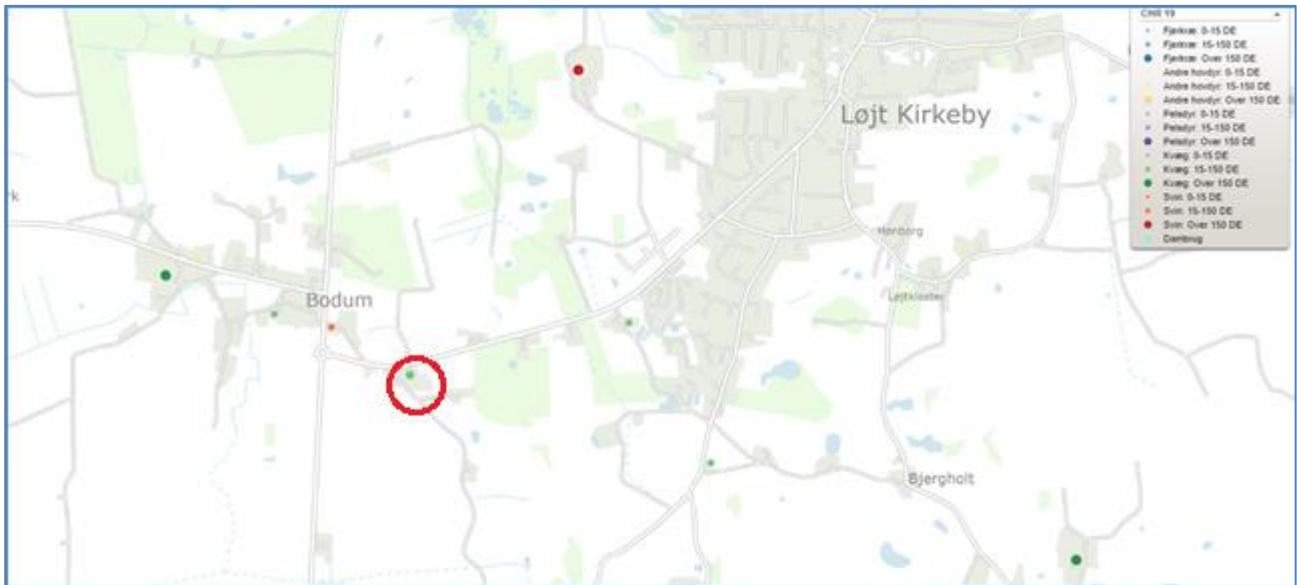 CHR 19
Fjerkræ: 0-15 DE
Fjerkræ: 15-150 DE
Fjerkræ: Over 150 DE
Andre hovdyr: 0-15 DE
Andre hovdyr: 15-150 DE
Andre hovdyr: Over 150 DE
Pelsdyr: 0-15 DE
Pelsdyr: 15-150 DE
Pelsdyr: Over 150 DE
Kvæg: 0-15 DE
Kvæg: 15-150 DE
Kvæg: Over 150 DE
Svin: 0-15 DE
Svin: 15-150 DE
Svin: Over 150 DE
Dambrug
Løjt Kirkeby
rk
Løjtkloster
Bodum
Bjergholt